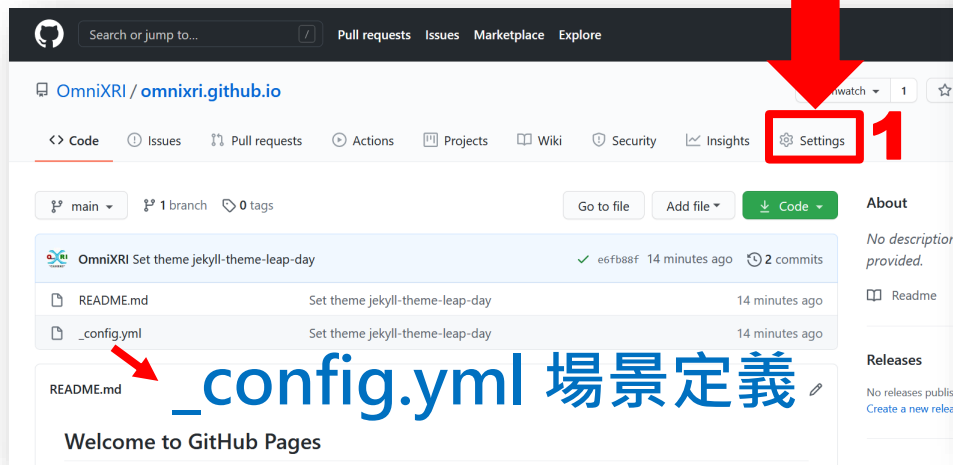 Search or jump to... /
Pull requests Issues Marketplace Explore
OmniXRI / omnixri.github.io
watch 1
Code Issues Pull requests Actions Projects Wiki Security Insights Settings
1
main 1 branch 0 tags Go to file Add file Code
About
No description
provided.
OmniXRI Set theme jekyll-theme-leap-day e6fb88f 14 minutes ago 2 commits
README.md Set theme jekyll-theme-leap-day 14 minutes ago
Readme
_config.yml Set theme jekyll-theme-leap-day 14 minutes ago
_config.yml 場景定義
Releases
No releases publis
Create a new relea
README.md
Welcome to GitHub Pages